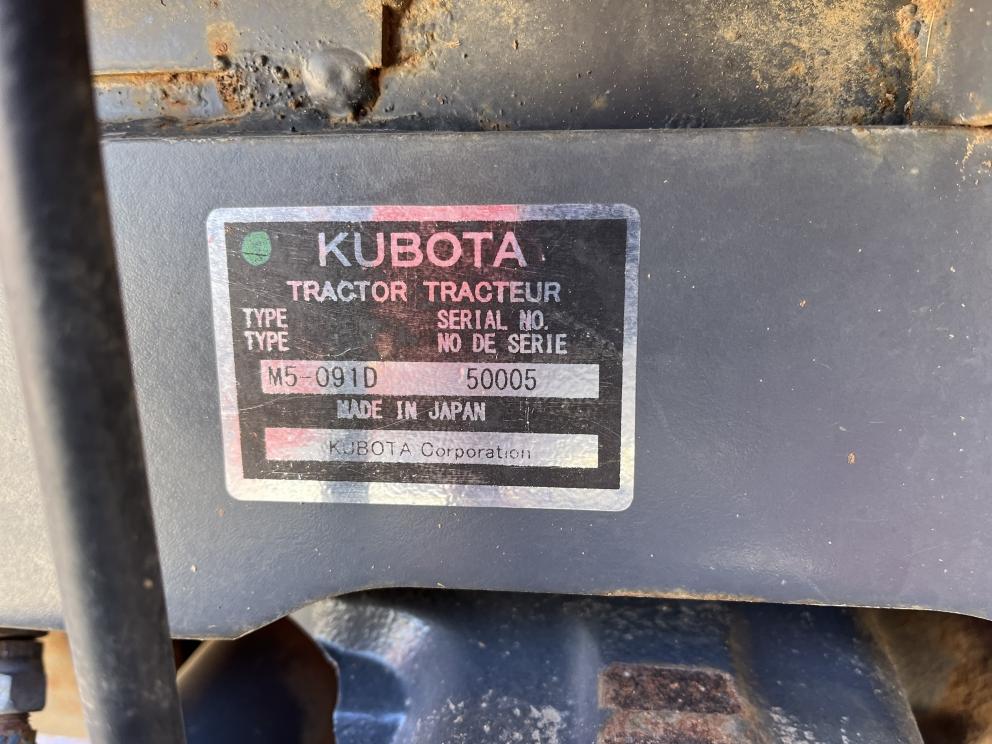 KUBOTA
TRACTOR TRACTEUR
TYPE SERIAL NO.
TYPE NO DE SERIE
M5-091D 50005
MADE IN JAPAN
KUBOTA Corporation